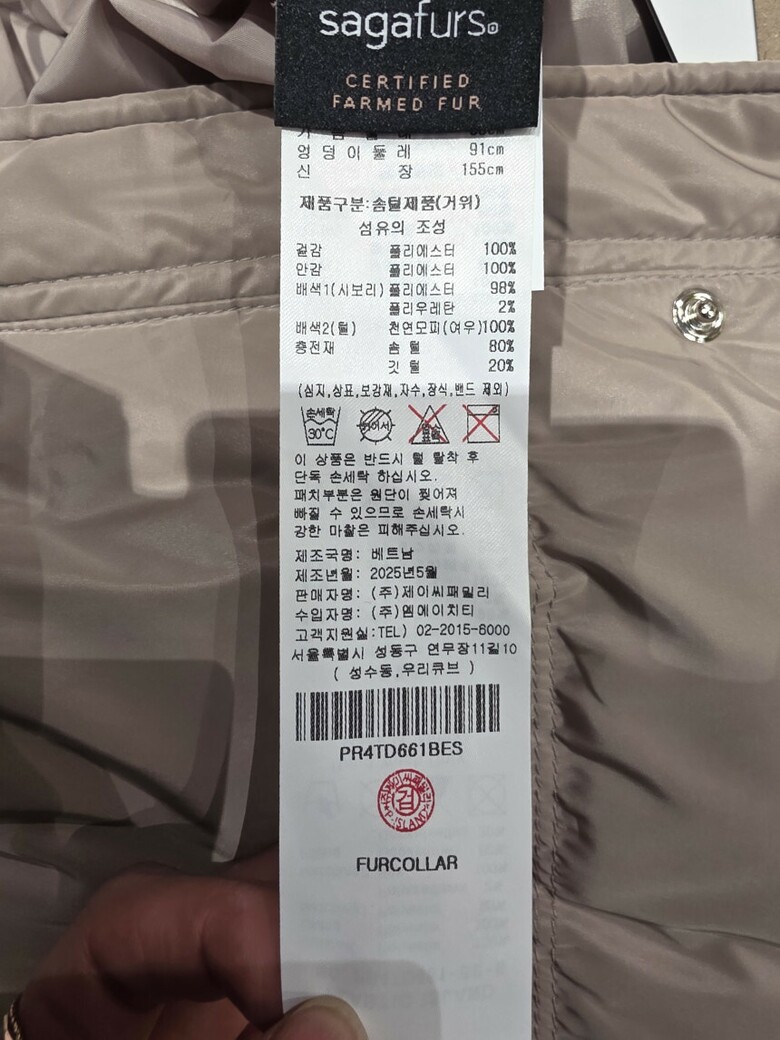 sagafurs
CERTIFIED
FARMED FUR
엉덩이둘레 91cm
신장 155cm
제품구분:솜털제품(거위)
섬유의 조성
겉감 폴리에스터 100%
안감 폴리에스터 100%
배색1(시보리) 폴리에스터 98%
폴리우레탄 2%
배색2(털) 천연모피(여우)100%
충전재 솜털 80%
깃털 20%
(심지,상표,보강재,자수,장식,밴드 제외)
손세탁
30°C
이 상품은 반드시 털 탈착 후
단독 손세탁 하십시오.
패치부분은 원단이 찢어져
빠질 수 있으므로 손세탁시
강한 마찰은 피해주십시오.
제조국명: 베트남
제조년월: 2025년5월
판매자명: (주)제이씨패밀리
수입자명: (주)엠에이치티
고객지원실:TEL) 02-2015-6000
서울특별시 성동구 연무장11길10
( 성수동,우리큐브 )
PR4TD661BES
검
P.ISLAND
FURCOLLAR